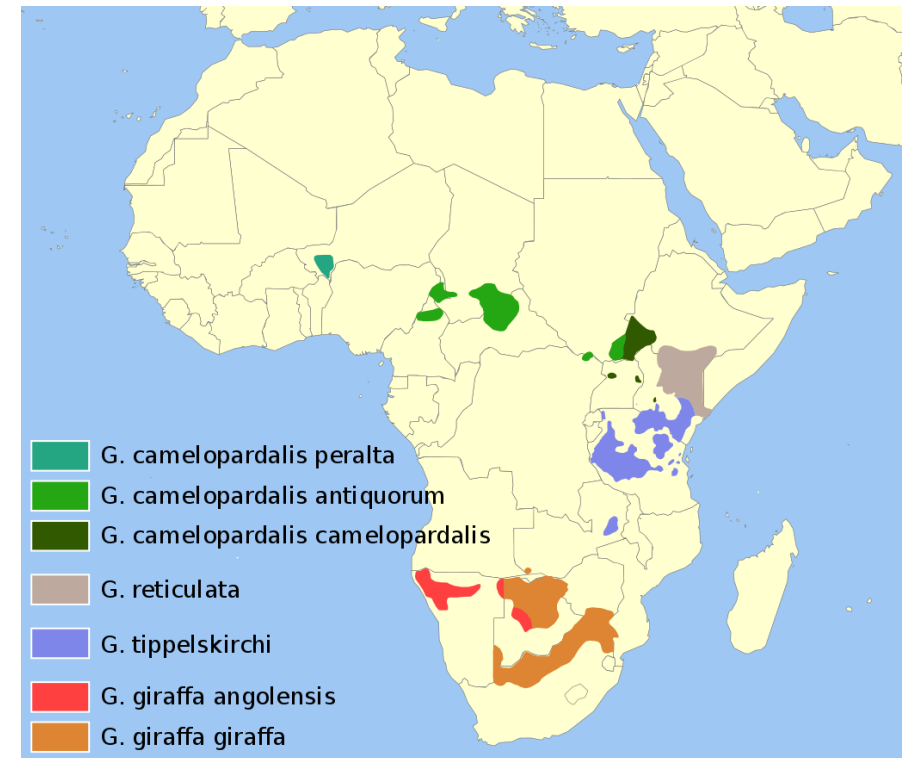 G. camelopardalis peralta
G. camelopardalis antiquorum
G. camelopardalis camelopardalis
G. reticulata
G. tippelskirchi
G. giraffa angolensis
G. giraffa giraffa